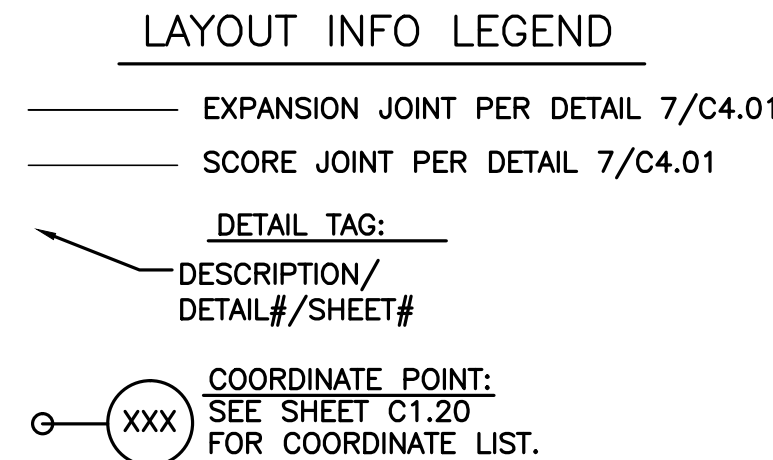 LAYOUT INFO LEGEND
EXPANSION JOINT PER DETAIL 7/C4.01
SCORE JOINT PER DETAIL 7/C4.01
DETAIL TAG:
DESCRIPTION/
DETAIL#/SHEET#
COORDINATE POINT:
XXX
SEE SHEET C1.20
FOR COORDINATE LIST.